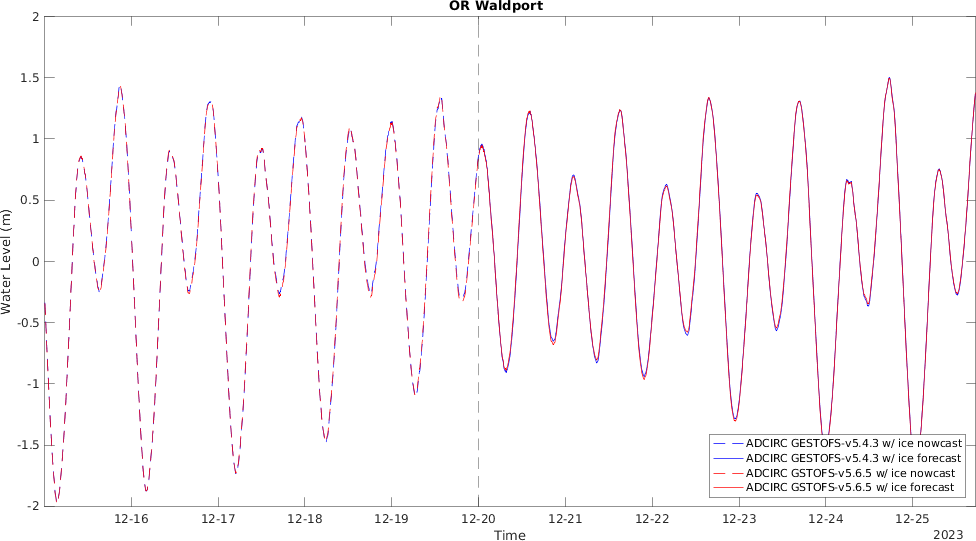 OR Waldport
2
1.5
1
0.5
0
-0.5
-1
-1.5
-2
Water Level (m)
12-16 12-17 12-18 12-19 12-20 12-21 12-22 12-23 12-24 12-25
Time
2023
ADCIRC GESTOFS-v5.4.3 w/ ice nowcast
ADCIRC GESTOFS-v5.4.3 w/ ice forecast
ADCIRC GSTOFS-v5.6.5 w/ ice nowcast
ADCIRC GSTOFS-v5.6.5 w/ ice forecast